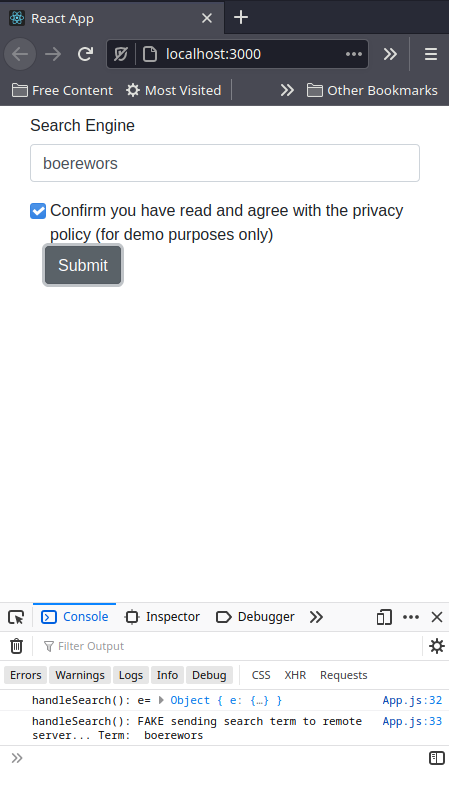 React App
localhost:3000
Free Content
Most Visited
Other Bookmarks
Search Engine
boerewors
Confirm you have read and agree with the privacy
policy (for demo purposes only)
Submit
Console
Inspector
Debugger
Filter Output
Errors Warnings Logs Info Debug CSS XHR Requests
handleSearch(): e= Object { e: {…} } App.js:32
handleSearch(): FAKE sending search term to remote App.js:33
server... Term: boerewors